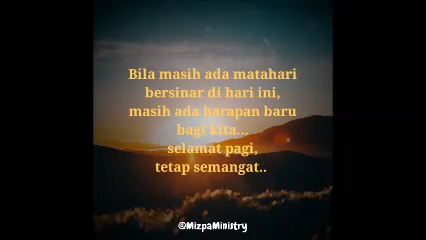 Bila masih ada matahari
bersinar di hari ini,
masih ada harapan baru
bagi kita...
selamat pagi,
tetap semangat..
@MizpaMinistry